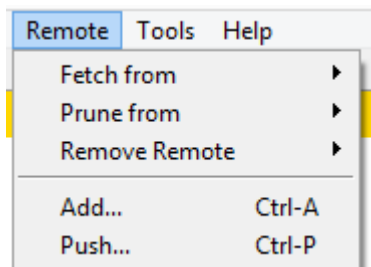 Remote Tools Help
Fetch from
Prune from
Remove Remote
Add... Ctrl-A
Push... Ctrl-P